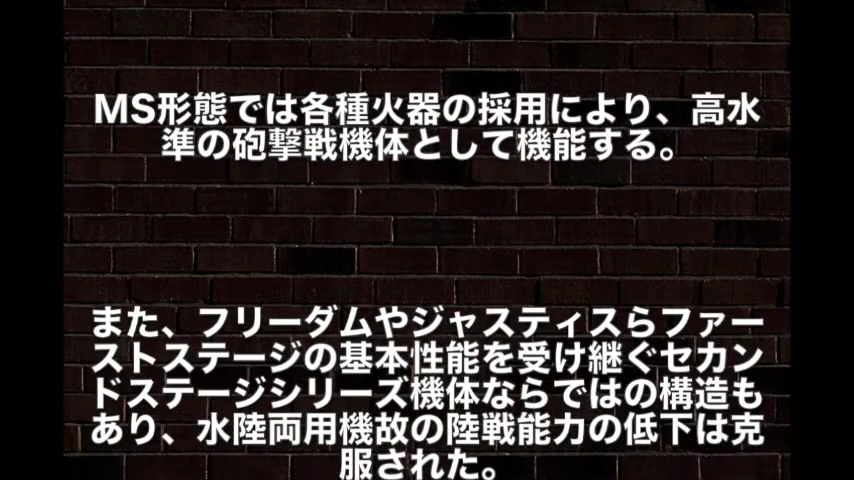 MS形態では各種火器の採用により、高水
準の砲撃戦機体として機能する。
また、フリーダムやジャスティスらファー
ストステージの基本性能を受け継ぐセカン
ドステージシリーズ機体ならではの構造も
あり、水陸両用機故の陸戦能力の低下は克
服された。